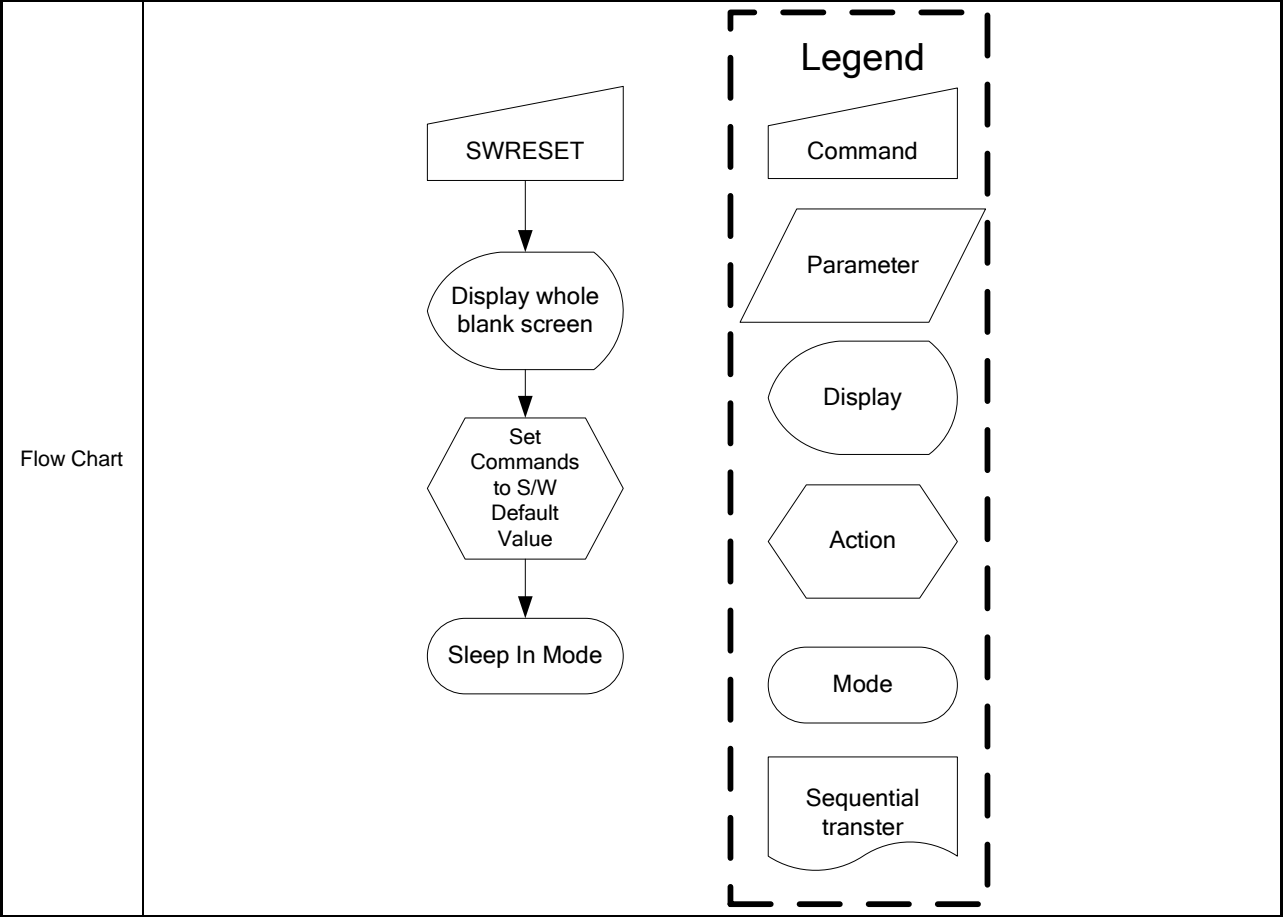 Flow Chart
SWRESET
Display whole
blank screen
Set
Commands
to S/W
Default
Value
Sleep In Mode
Legend
Command
Parameter
Display
Action
Mode
Sequential
transter